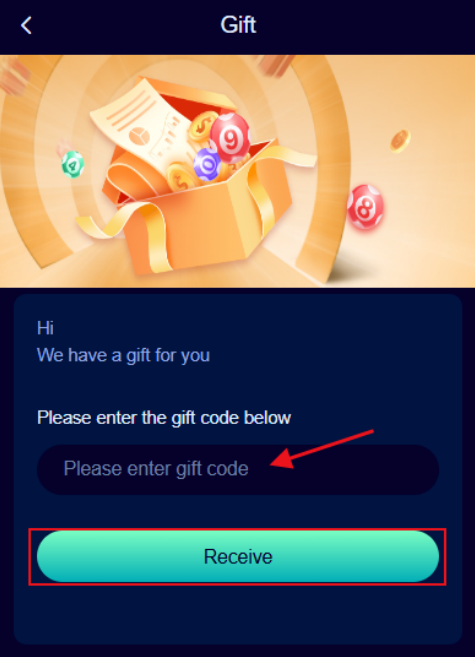 Gift
$
9
4
0
$
8
Hi
We have a gift for you
Please enter the gift code below
Please enter gift code
Receive